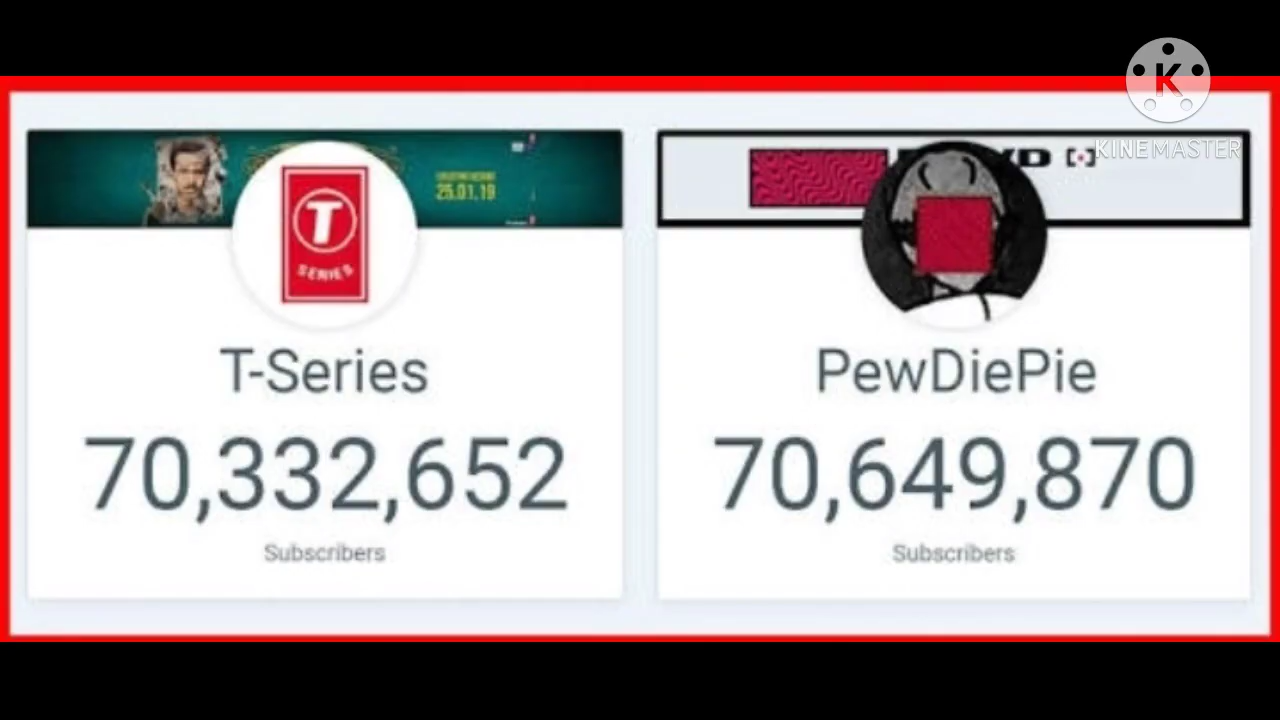 K
KINEMASTER
25.01.19
T
SERIES
T-Series
70,332,652
Subscribers
PewDiePie
70,649,870
Subscribers